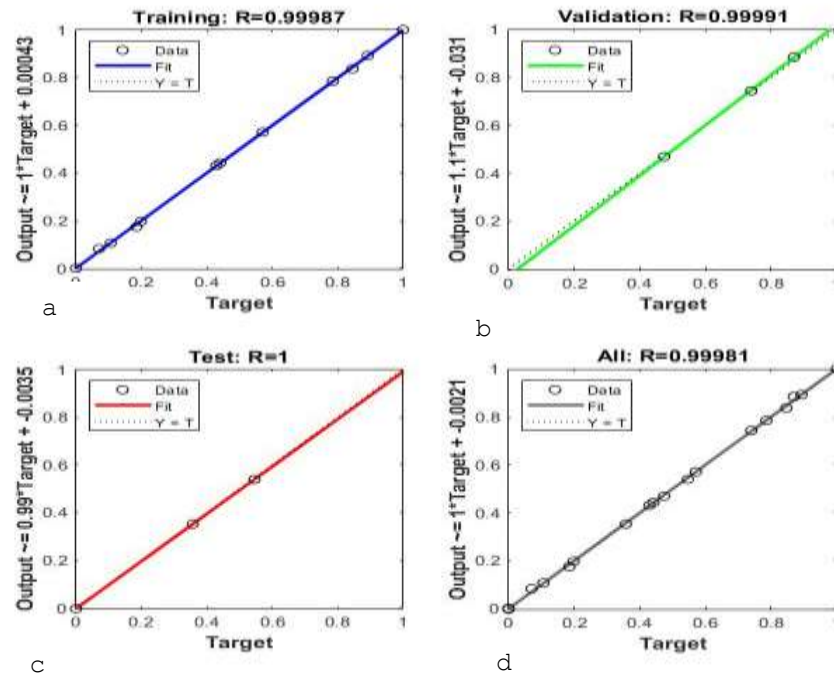 Training: R=0.99987
Output ~= 1*Target + 0.00043
1
0.8
0.6
0.4
0.2
0
Data
Fit
Y = T
0.2 0.4 0.6 0.8 1
Target
a
Validation: R=0.99991
Output ~= 1.1*Target + -0.031
1
0.8
0.6
0.4
0.2
0
Data
Fit
Y = T
0 0.2 0.4 0.6 0.8 1
Target
b
Test: R=1
Output ~= 0.99*Target + -0.0035
1
0.8
0.6
0.4
0.2
0
Data
Fit
Y = T
0 0.2 0.4 0.6 0.8 1
Target
c
All: R=0.99981
Output ~= 1*Target + -0.0021
1
0.8
0.6
0.4
0.2
0
Data
Fit
Y = T
0 0.2 0.4 0.6 0.8 1
Target
d